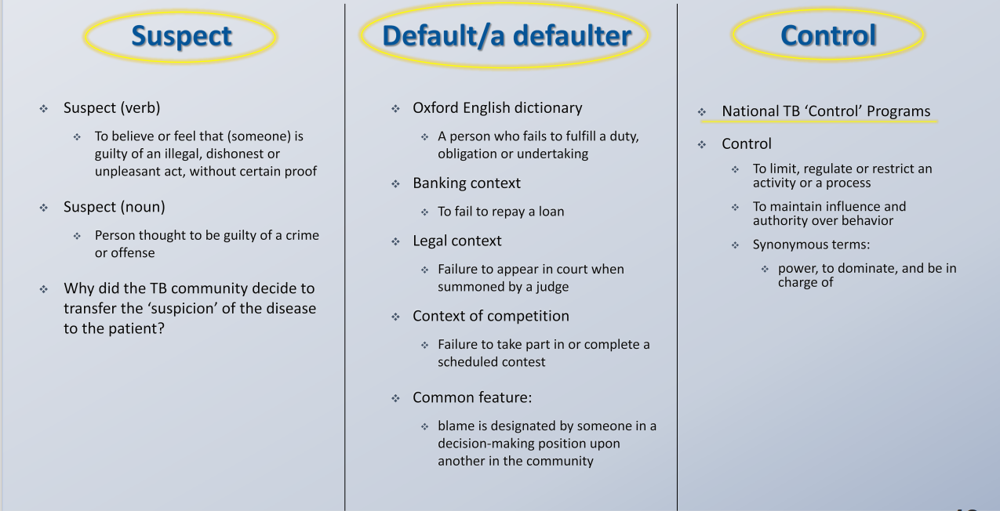 Suspect
Suspect (verb)
To believe or feel that (someone) is
guilty of an illegal, dishonest or
unpleasant act, without certain proof
Suspect (noun)
Person thought to be guilty of a crime
or offense
Why did the TB community decide to
transfer the ‘suspicion’ of the disease
to the patient?
Default/a defaulter
Oxford English dictionary
A person who fails to fulfill a duty,
obligation or undertaking
Banking context
To fail to repay a loan
Legal context
Failure to appear in court when
summoned by a judge
Context of competition
Failure to take part in or complete a
scheduled contest
Common feature:
blame is designated by someone in a
decision-making position upon
another in the community
Control
National TB ‘Control’ Programs
Control
To limit, regulate or restrict an
activity or a process
To maintain influence and
authority over behavior
Synonymous terms:
power, to dominate, and be in
charge of